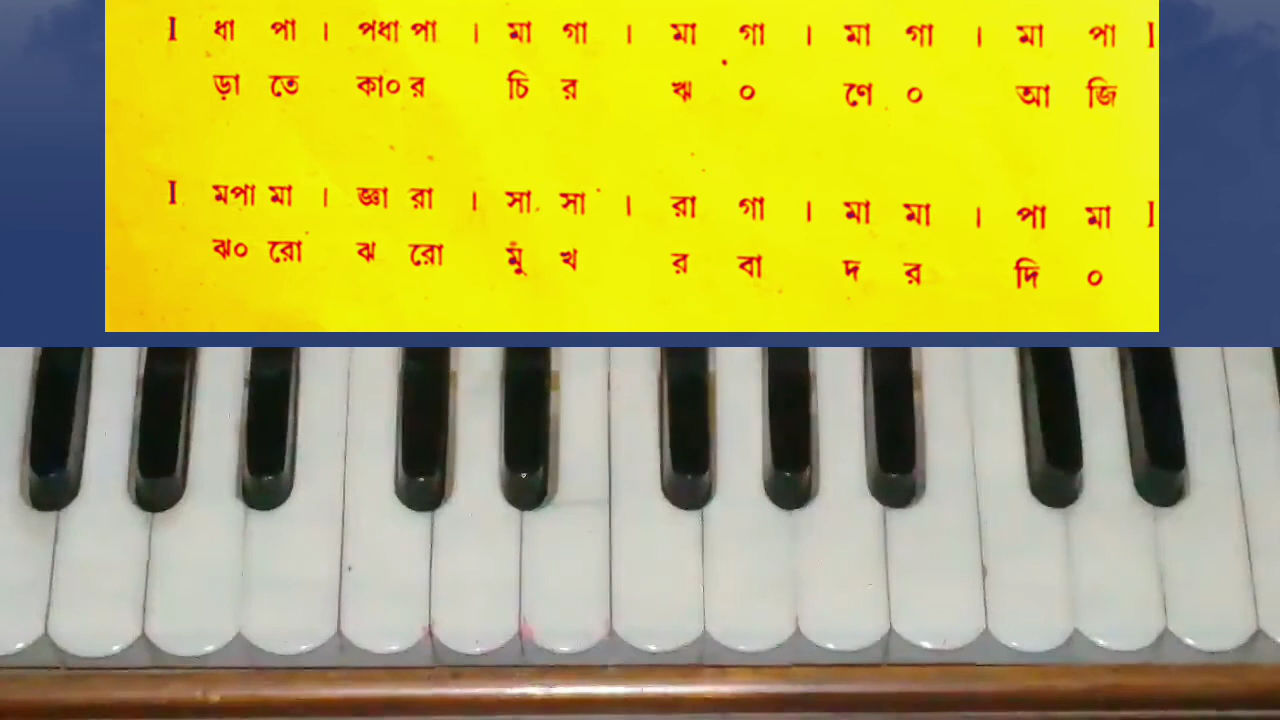 I ধা পা । পধা পা । মা গা । মা গা । মা গা । মা পা I
ড়া তে কা০ র চি র ঋ ০ ণে ০ আ জি
I মপা মা । জ্ঞা রা । সা সা । রা গা । মা মা । পা মা I
ঝ০ রো ঝ রো মুঁ খ র বা দ র দি ০